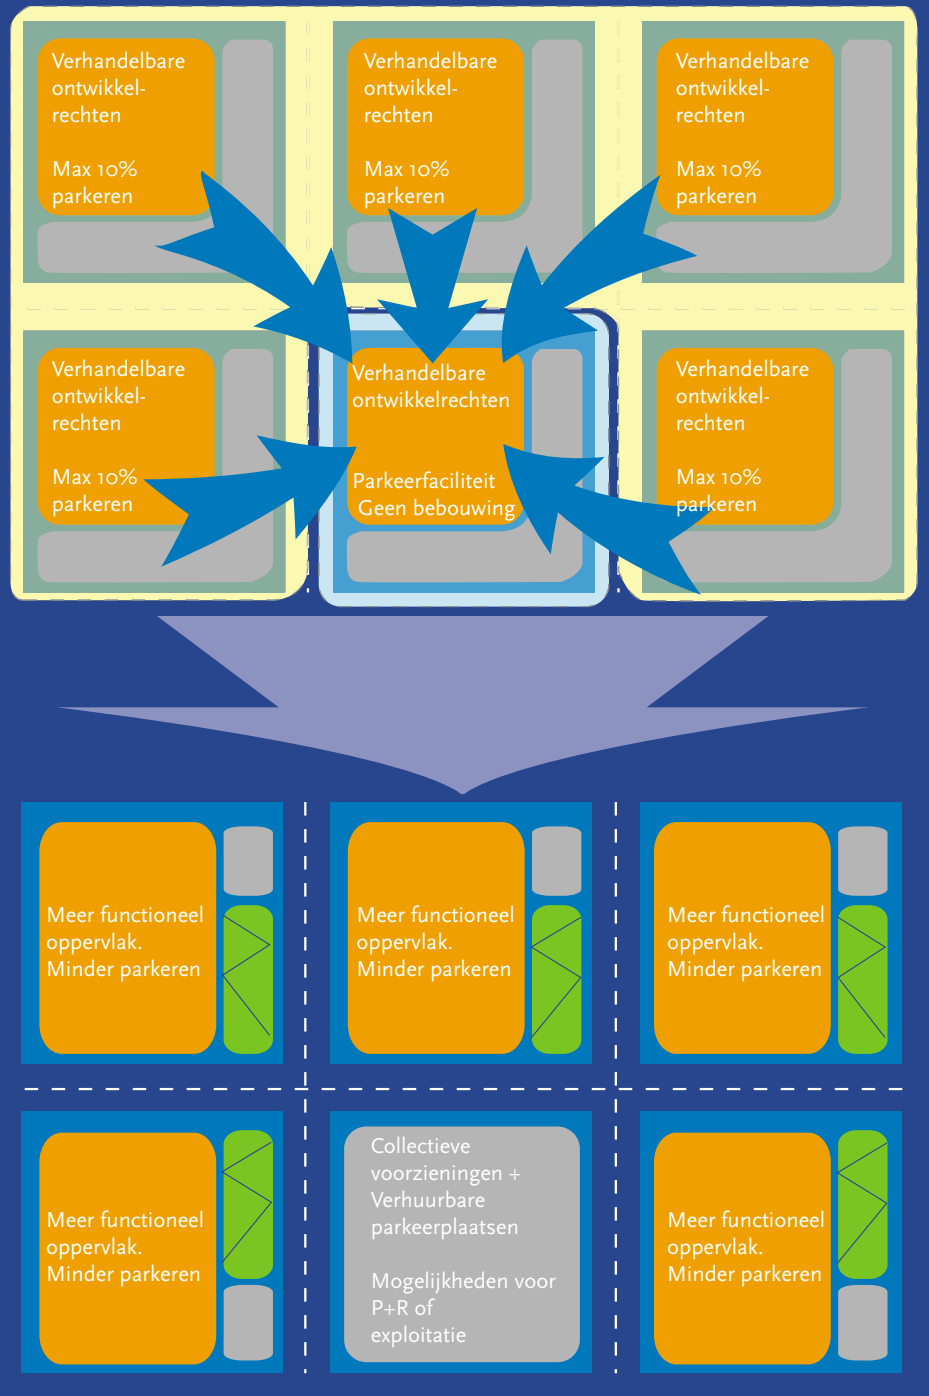 Verhandelbare
ontwikkel-
rechten
Max 10%
parkeren
Verhandelbare
ontwikkel-
rechten
Max 10%
parkeren
Verhandelbare
ontwikkel-
rechten
Max 10%
parkeren
Verhandelbare
ontwikkel-
rechten
Max 10%
parkeren
Verhandelbare
ontwikkelrechten
Parkeerfaciliteit
Geen bebouwing
Verhandelbare
ontwikkel-
rechten
Max 10%
parkeren
Meer functioneel
oppervlak.
Minder parkeren
Meer functioneel
oppervlak.
Minder parkeren
Meer functioneel
oppervlak.
Minder parkeren
Meer functioneel
oppervlak.
Minder parkeren
Collectieve
voorzieningen +
Verhuurbare
parkeerplaatsen
Mogelijkheden voor
P+R of
exploitatie
Meer functioneel
oppervlak.
Minder parkeren